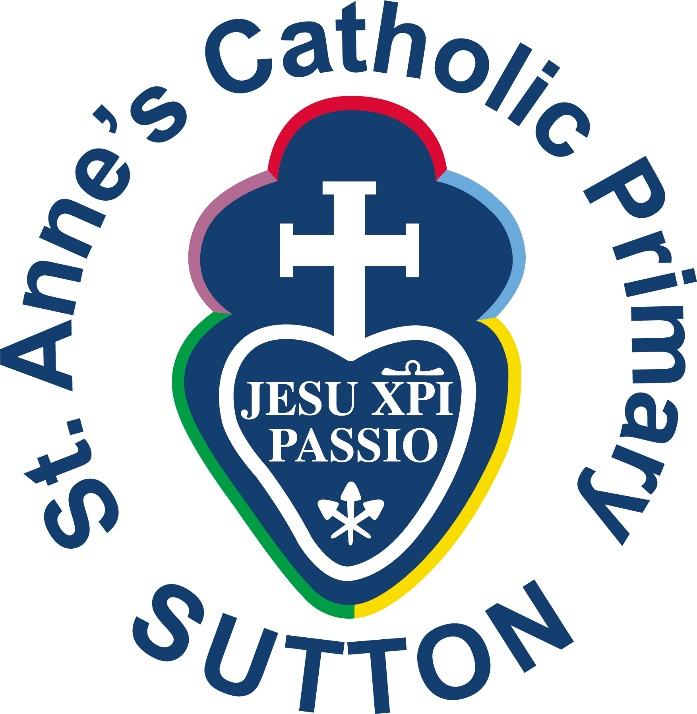 St. Anne's Catholic Primary
JESU XPI
PASSIO
SUTTON